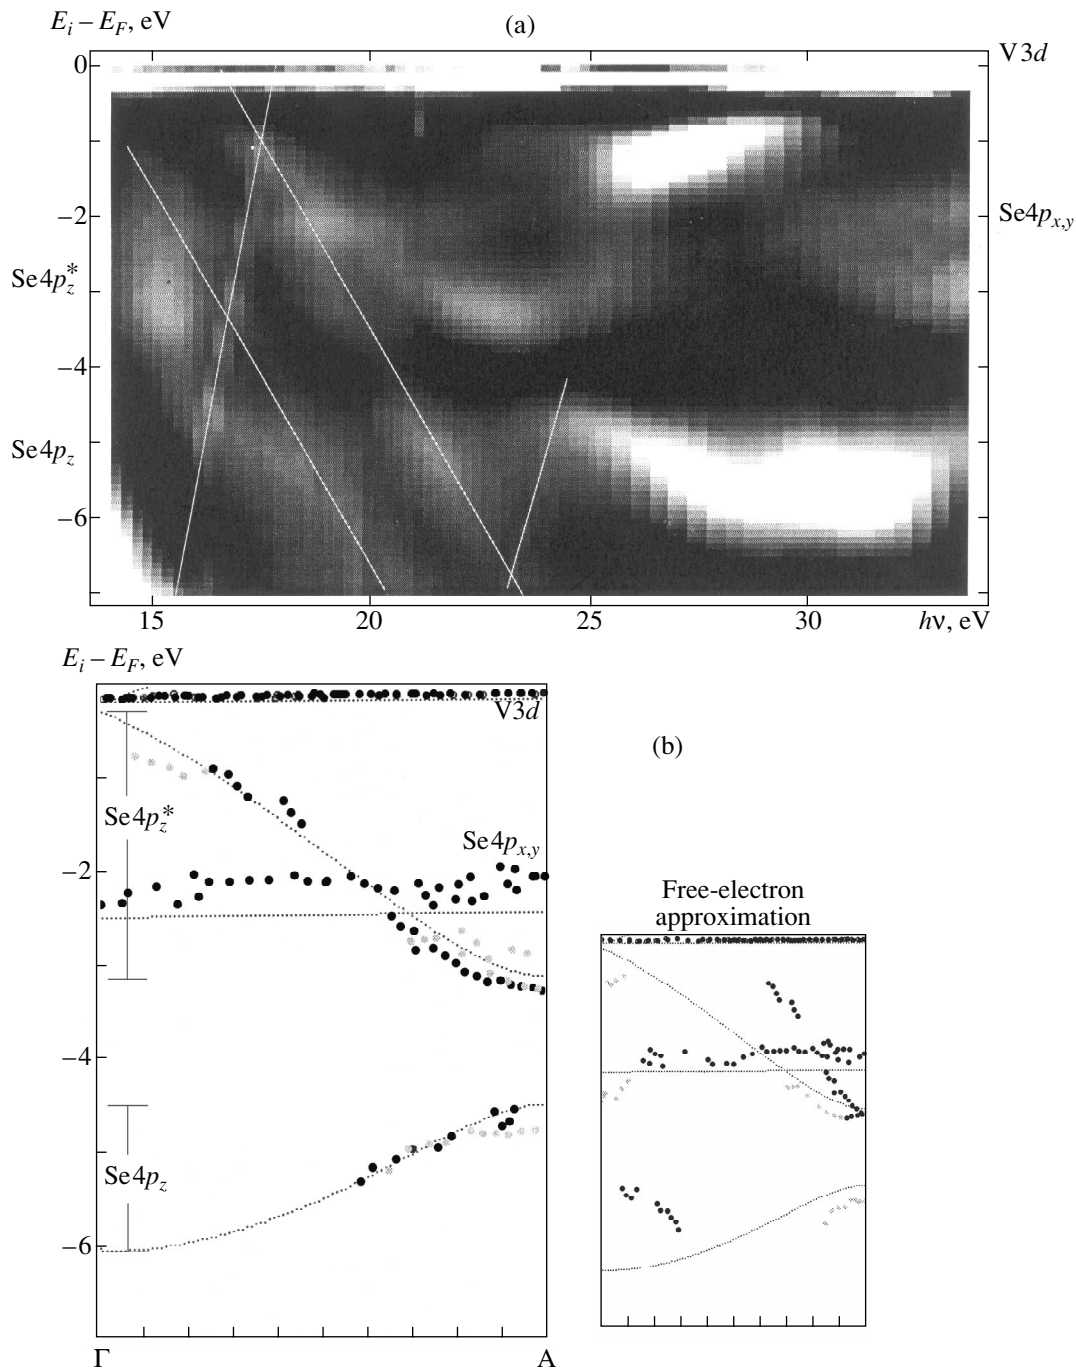 E_i – E_F, eV
(a)
0
V3d
–2
Se4p_{x,y}
Se4p_z^*
–4
Se4p_z
–6
15
20
25
30
hν, eV
E_i – E_F, eV
V3d
(b)
Se4p_z^*
Se4p_{x,y}
–2
Free-electron
approximation
–4
Se4p_z
–6
Γ
A